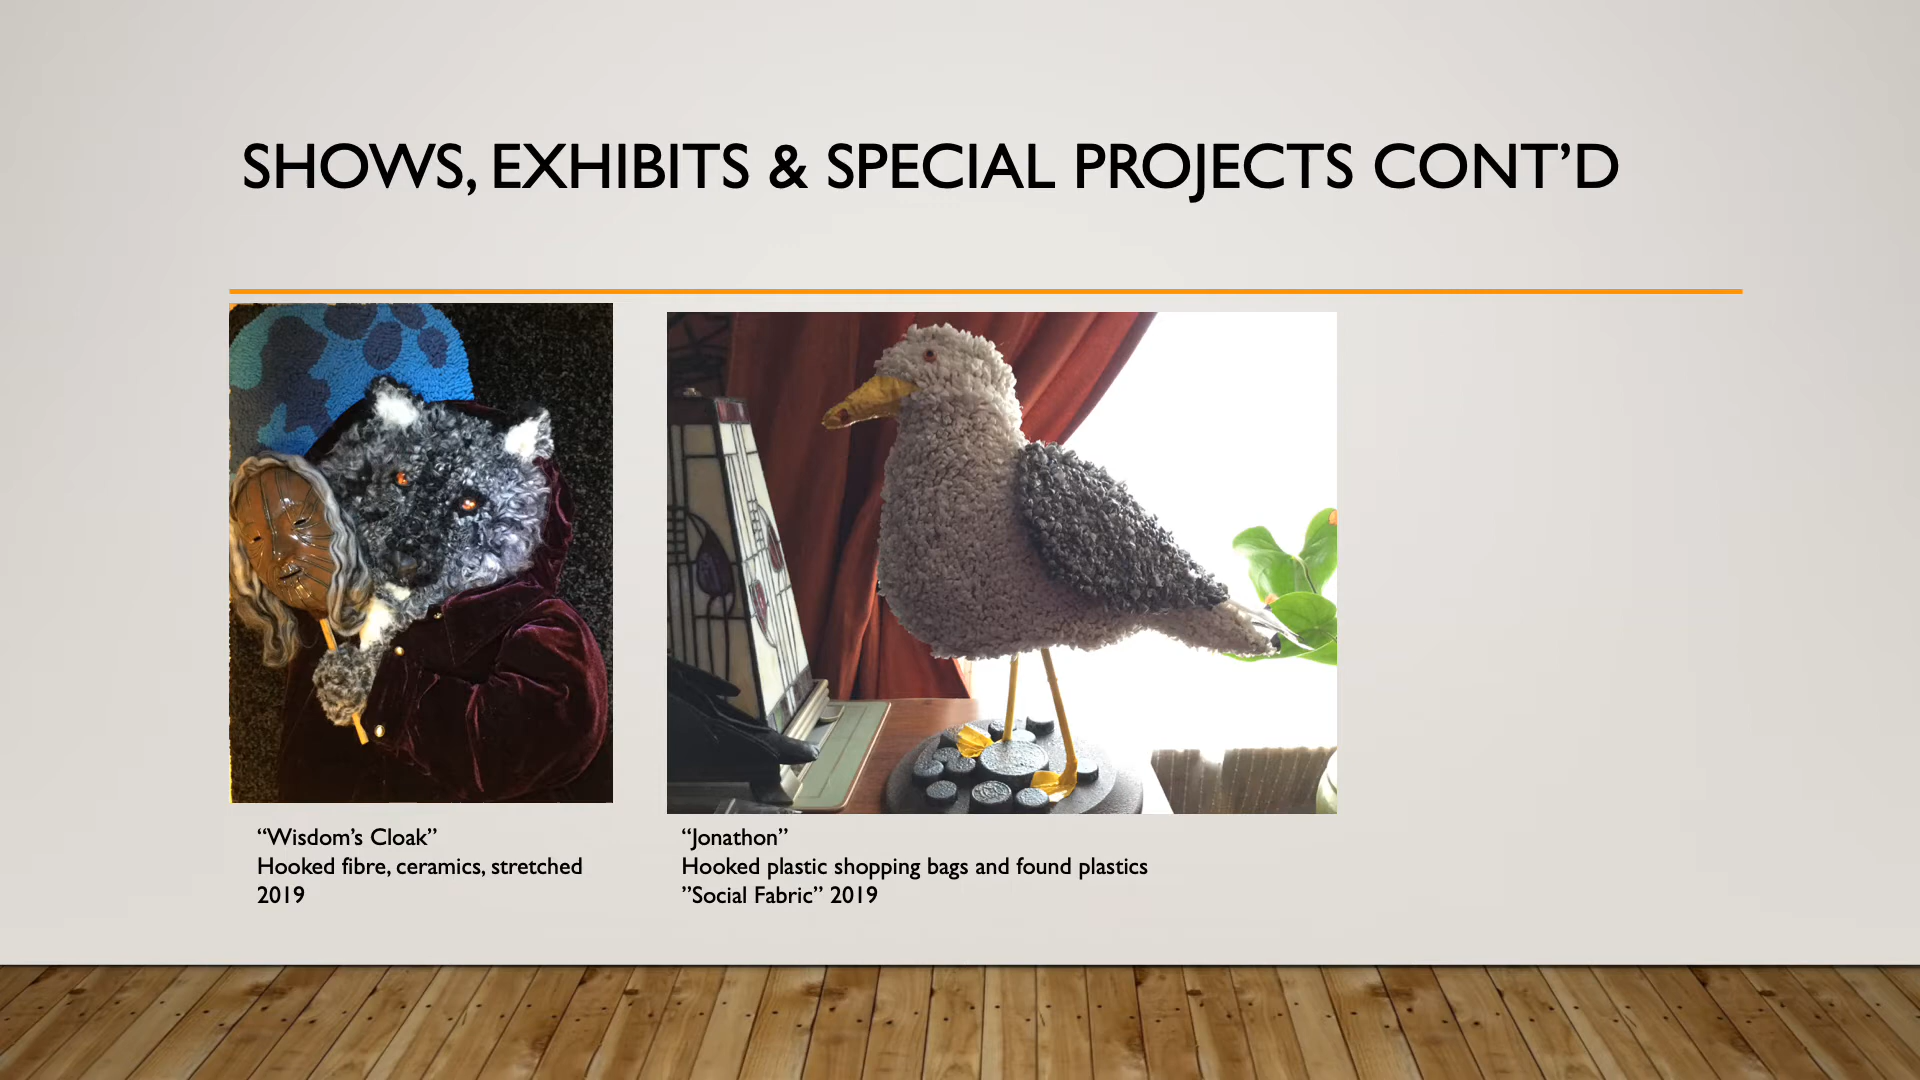 SHOWS, EXHIBITS & SPECIAL PROJECTS CONT’D
“Wisdom’s Cloak”
Hooked fibre, ceramics, stretched
2019
“Jonathon”
Hooked plastic shopping bags and found plastics
”Social Fabric” 2019